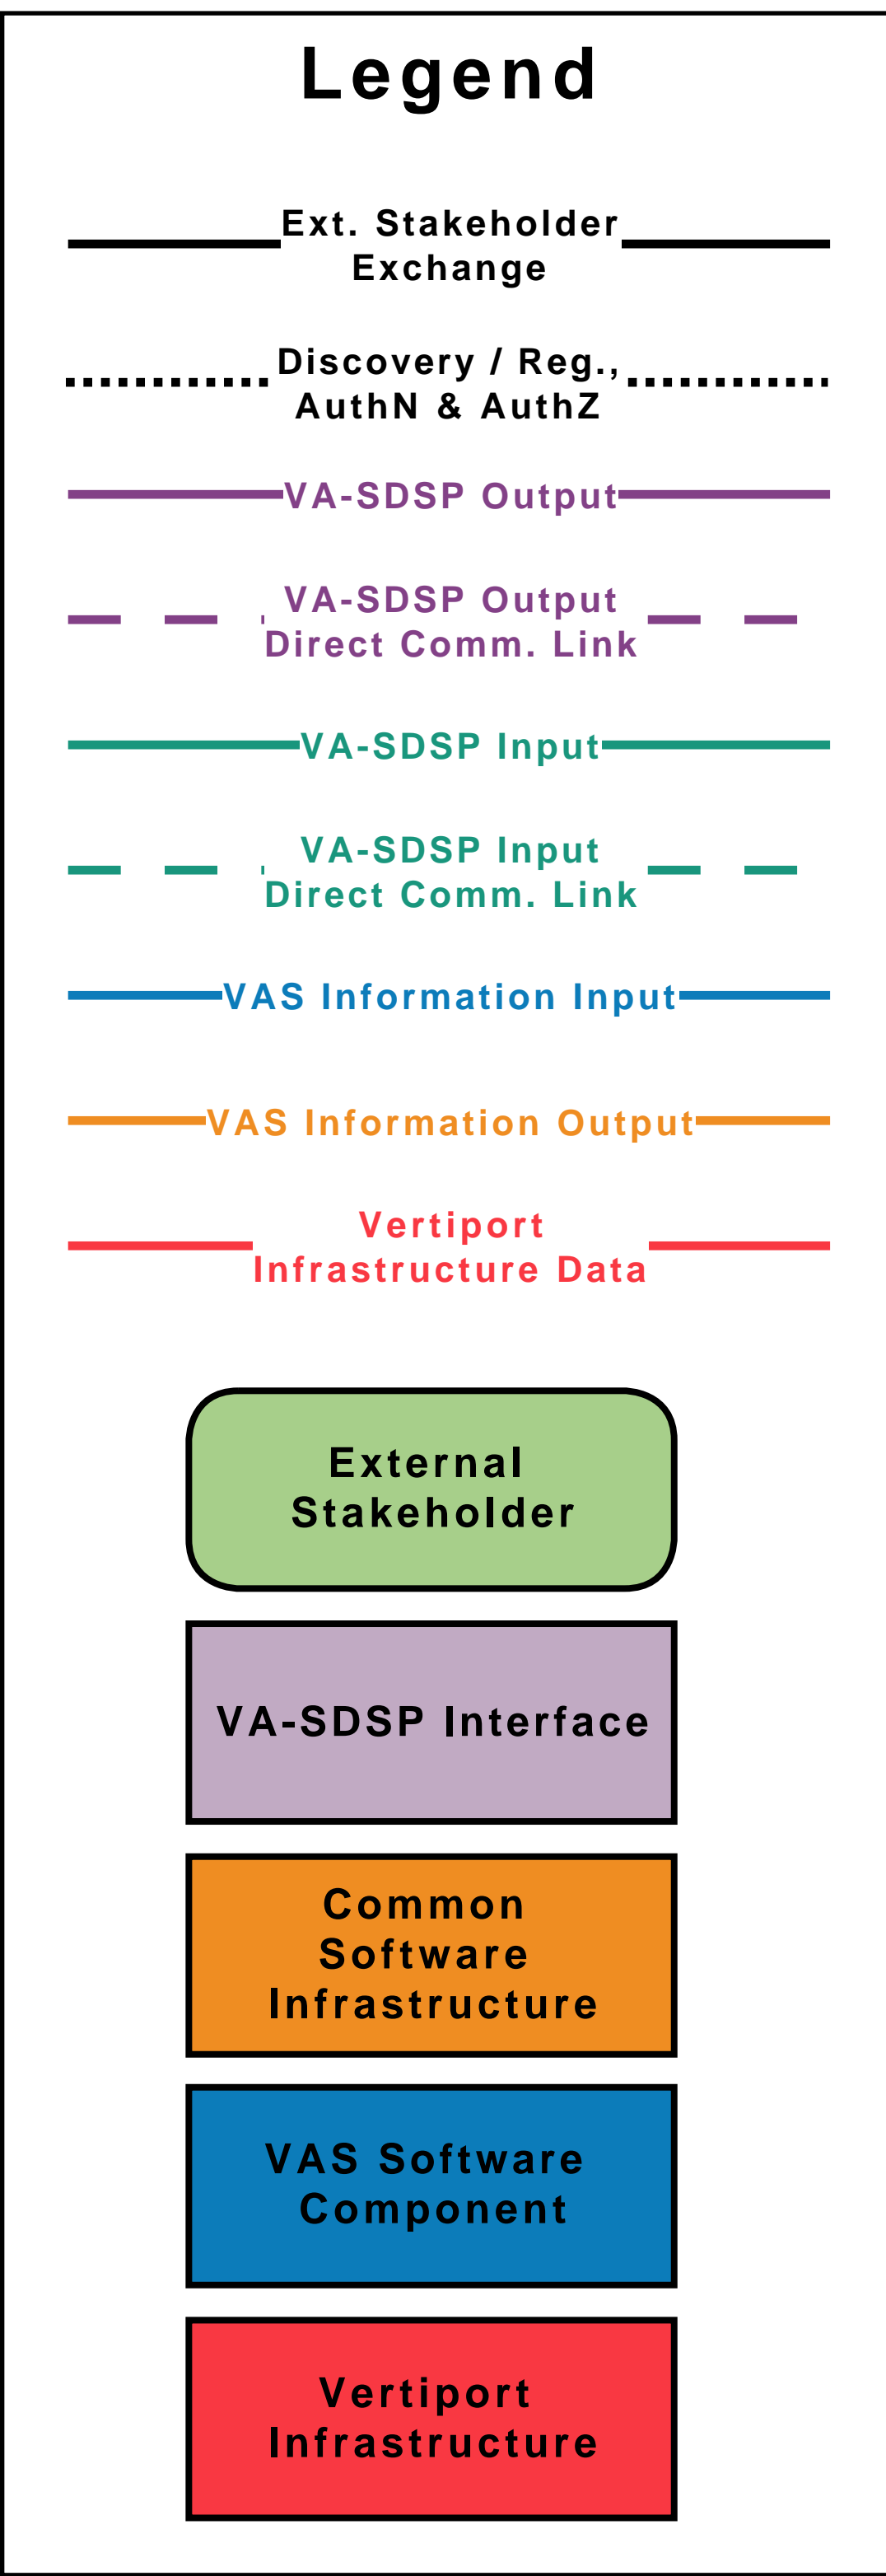 Legend
Ext. Stakeholder
Exchange
Discovery / Reg.,
AuthN & AuthZ
VA-SDSP Output
VA-SDSP Output
Direct Comm. Link
VA-SDSP Input
VA-SDSP Input
Direct Comm. Link
VAS Information Input
VAS Information Output
Vertiport
Infrastructure Data
External
Stakeholder
VA-SDSP Interface
Common
Software
Infrastructure
VAS Software
Component
Vertiport
Infrastructure